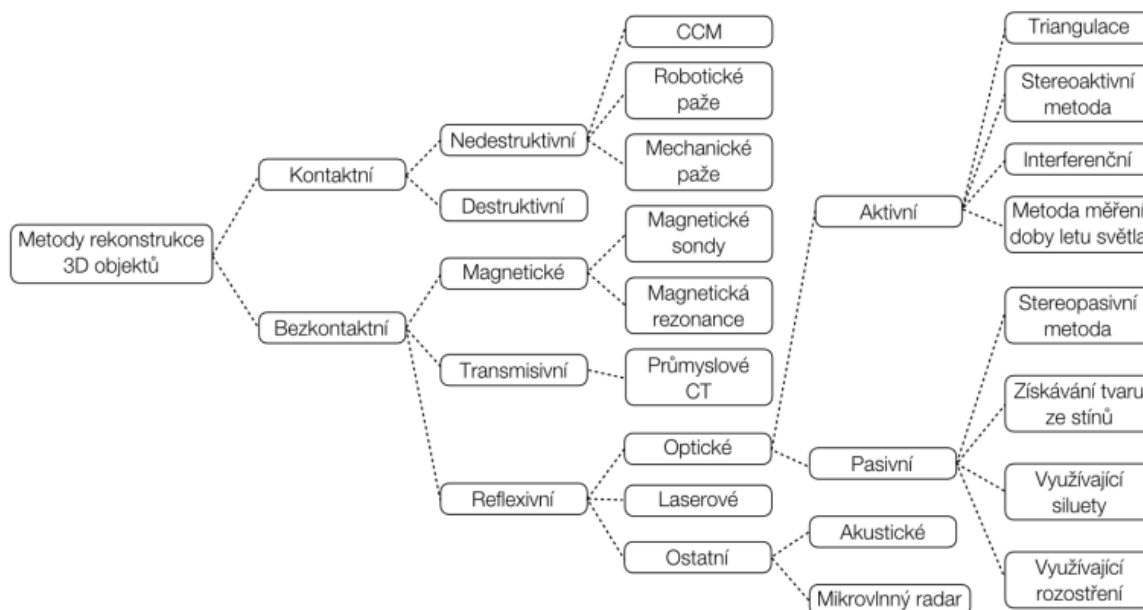 Metody rekonstrukce
3D objektů
Kontaktní
Bezkontaktní
Nedestruktivní
Destruktivní
Magnetické
Transmisivní
Reflexivní
CCM
Robotické
paže
Mechanické
paže
Magnetické
sondy
Magnetická
rezonance
Průmyslové
CT
Optické
Laserové
Ostatní
Aktivní
Pasivní
Akustické
Mikrovlnný radar
Triangulace
Stereoaktivní
metoda
Interferenční
Metoda měření
doby letu světla
Stereopasivní
metoda
Získávání tvaru
ze stínů
Využívající
siluety
Využívající
rozostření